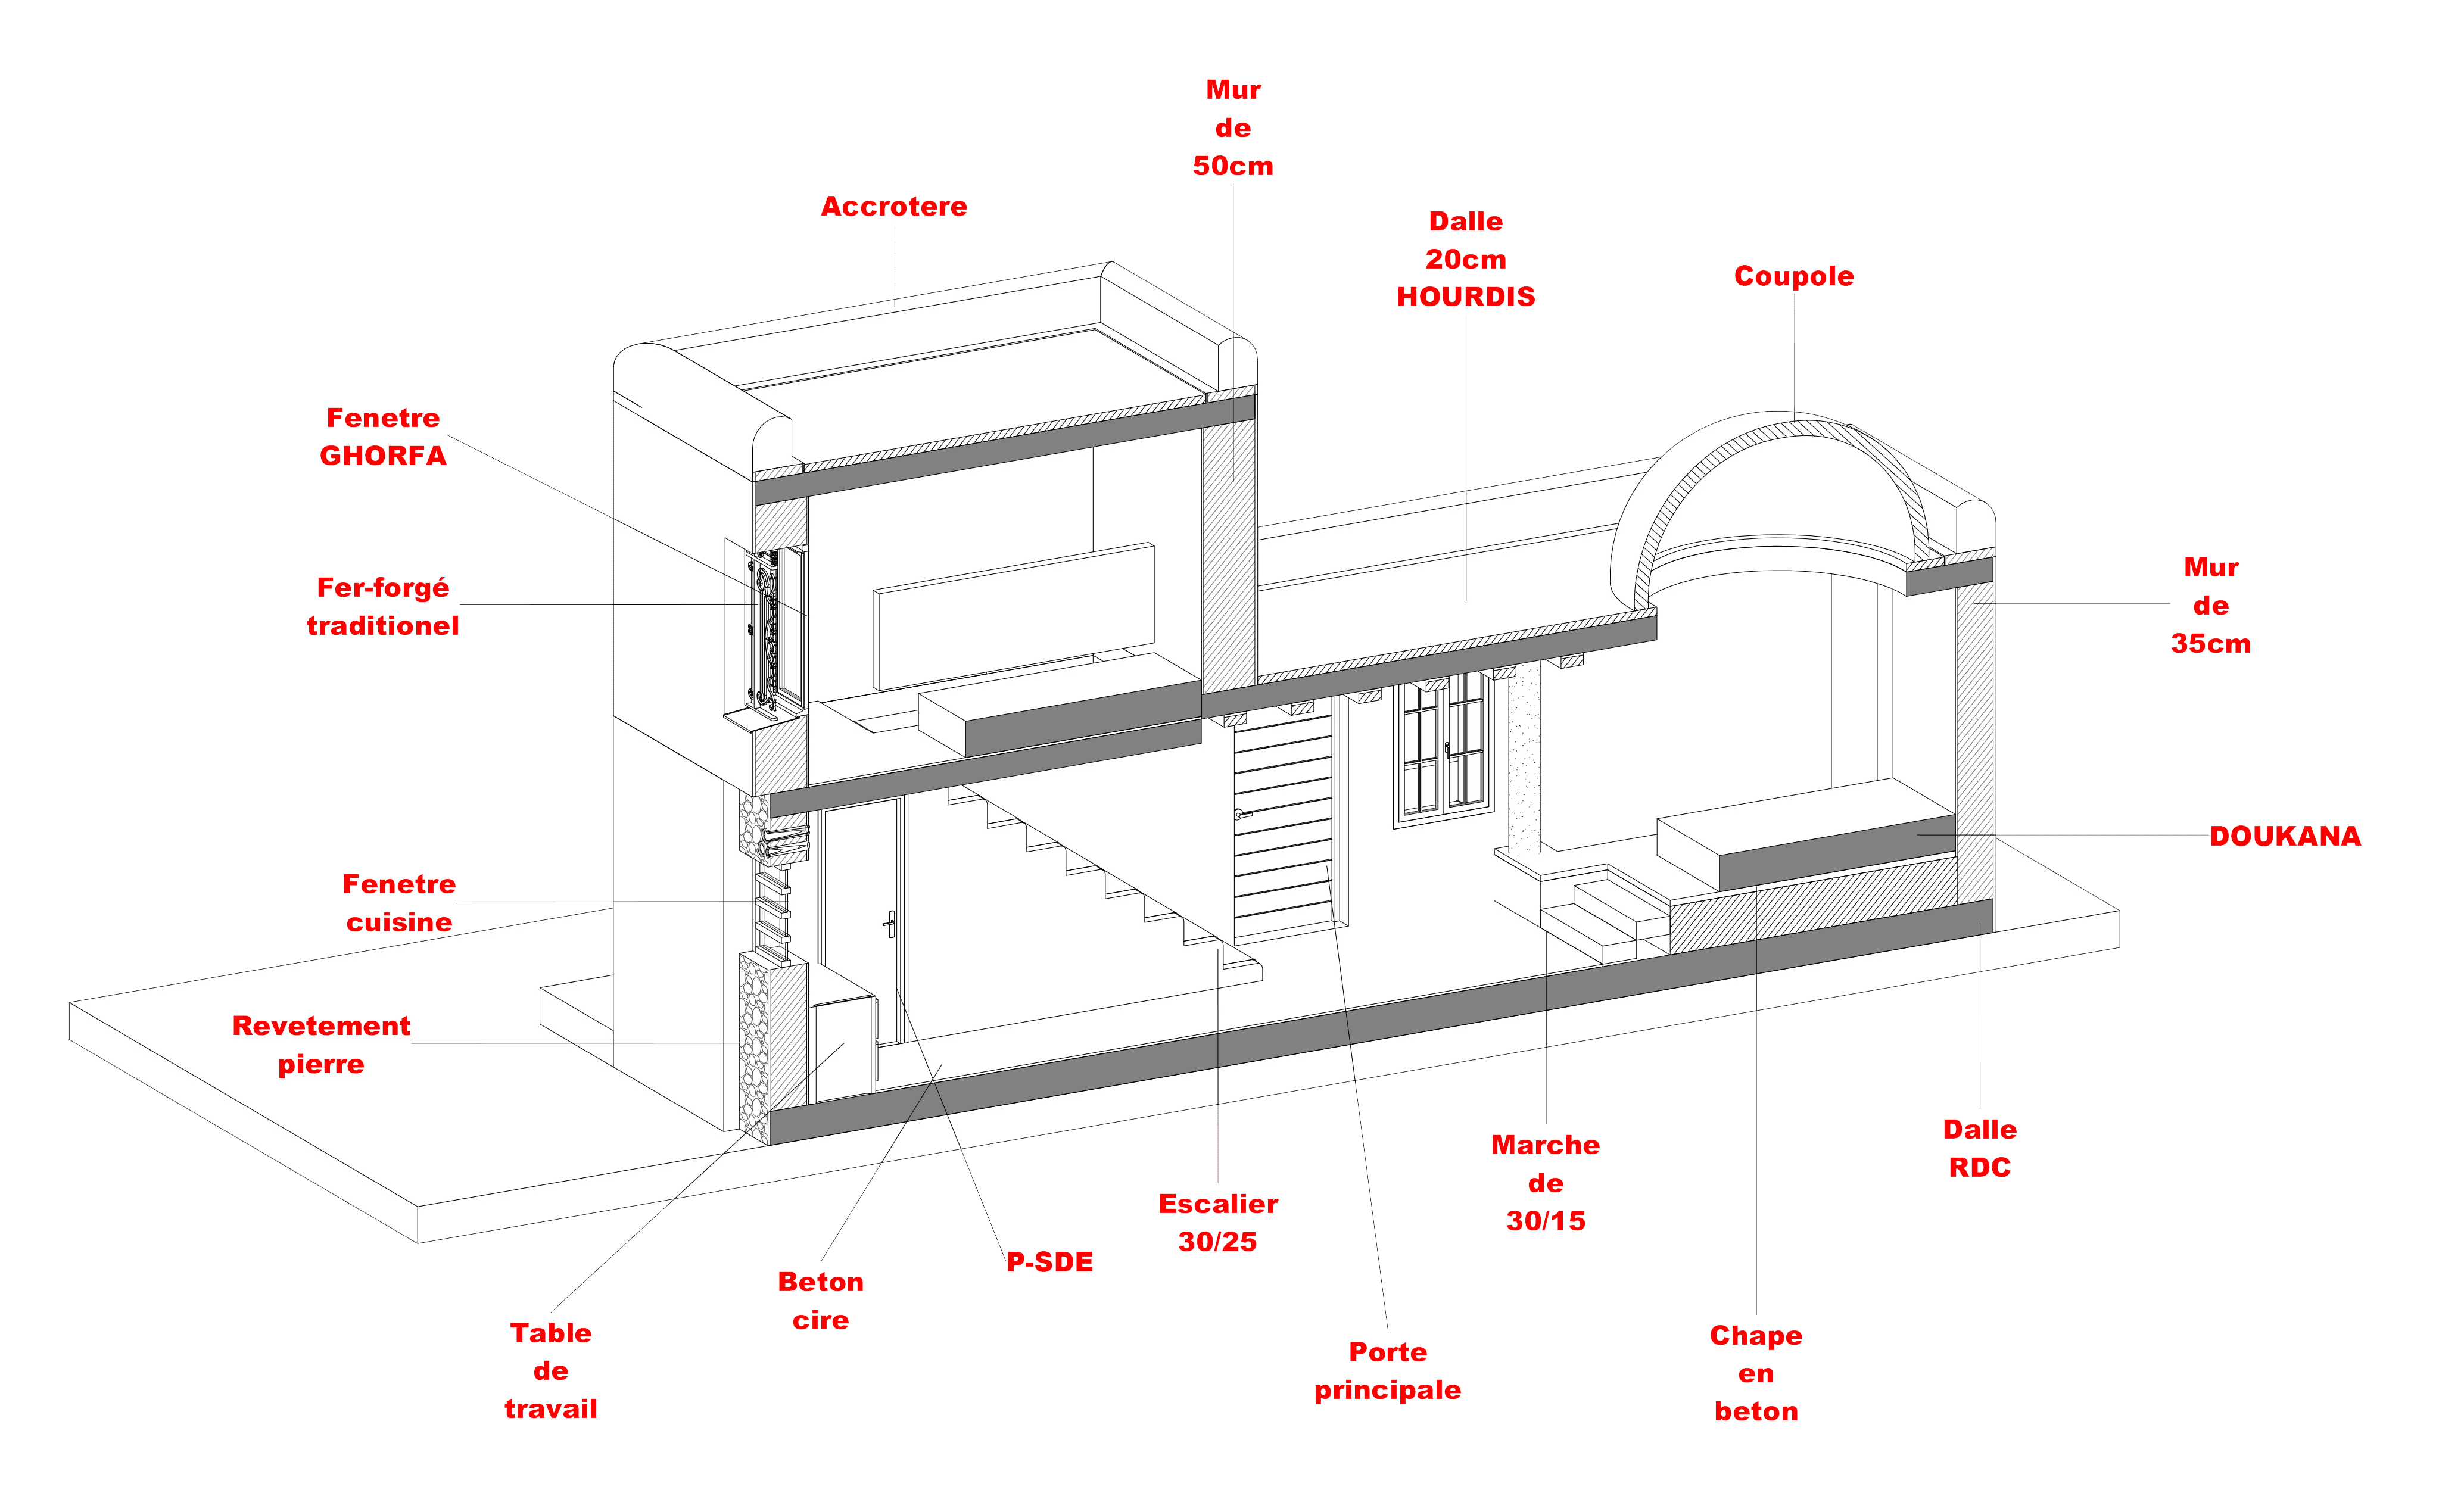 Mur
de
50cm
Accrotere
Dalle
20cm
HOURDIS
Coupole
Fenetre
GHORFA
Fer-forgé
traditionel
Mur
de
35cm
DOUKANA
Fenetre
cuisine
Revetement
pierre
Dalle
RDC
Marche
de
30/15
Escalier
30/25
P-SDE
Beton
cire
Table
de
travail
Porte
principale
Chape
en
beton